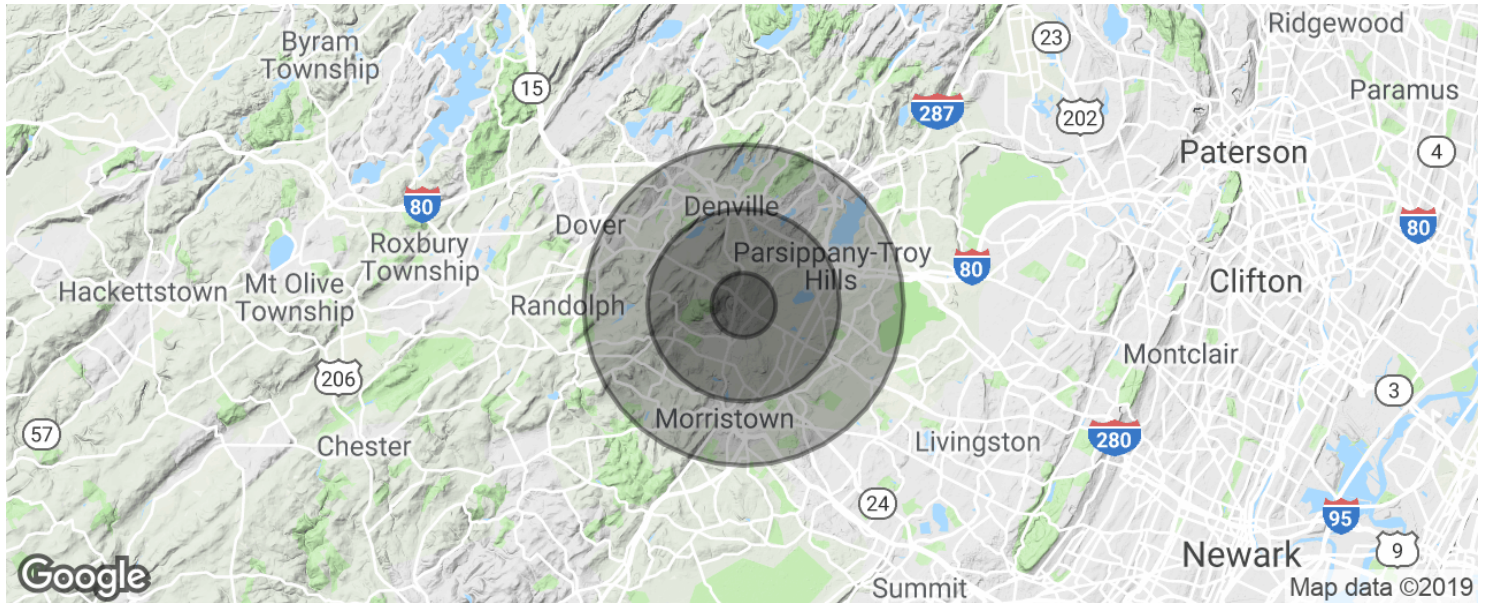 Ridgewood
Byram
Township
23
15
Paramus
287
202
Paterson
4
80
Denville
Dover
80
Roxbury
Township
Parsippany-Troy
Hills
80
Hackettstown
Mt Olive
Township
Randolph
Clifton
Montclair
206
3
Morristown
57
Chester
Livingston
280
24
95
Newark
9
Google
Summit
Map data ©2019